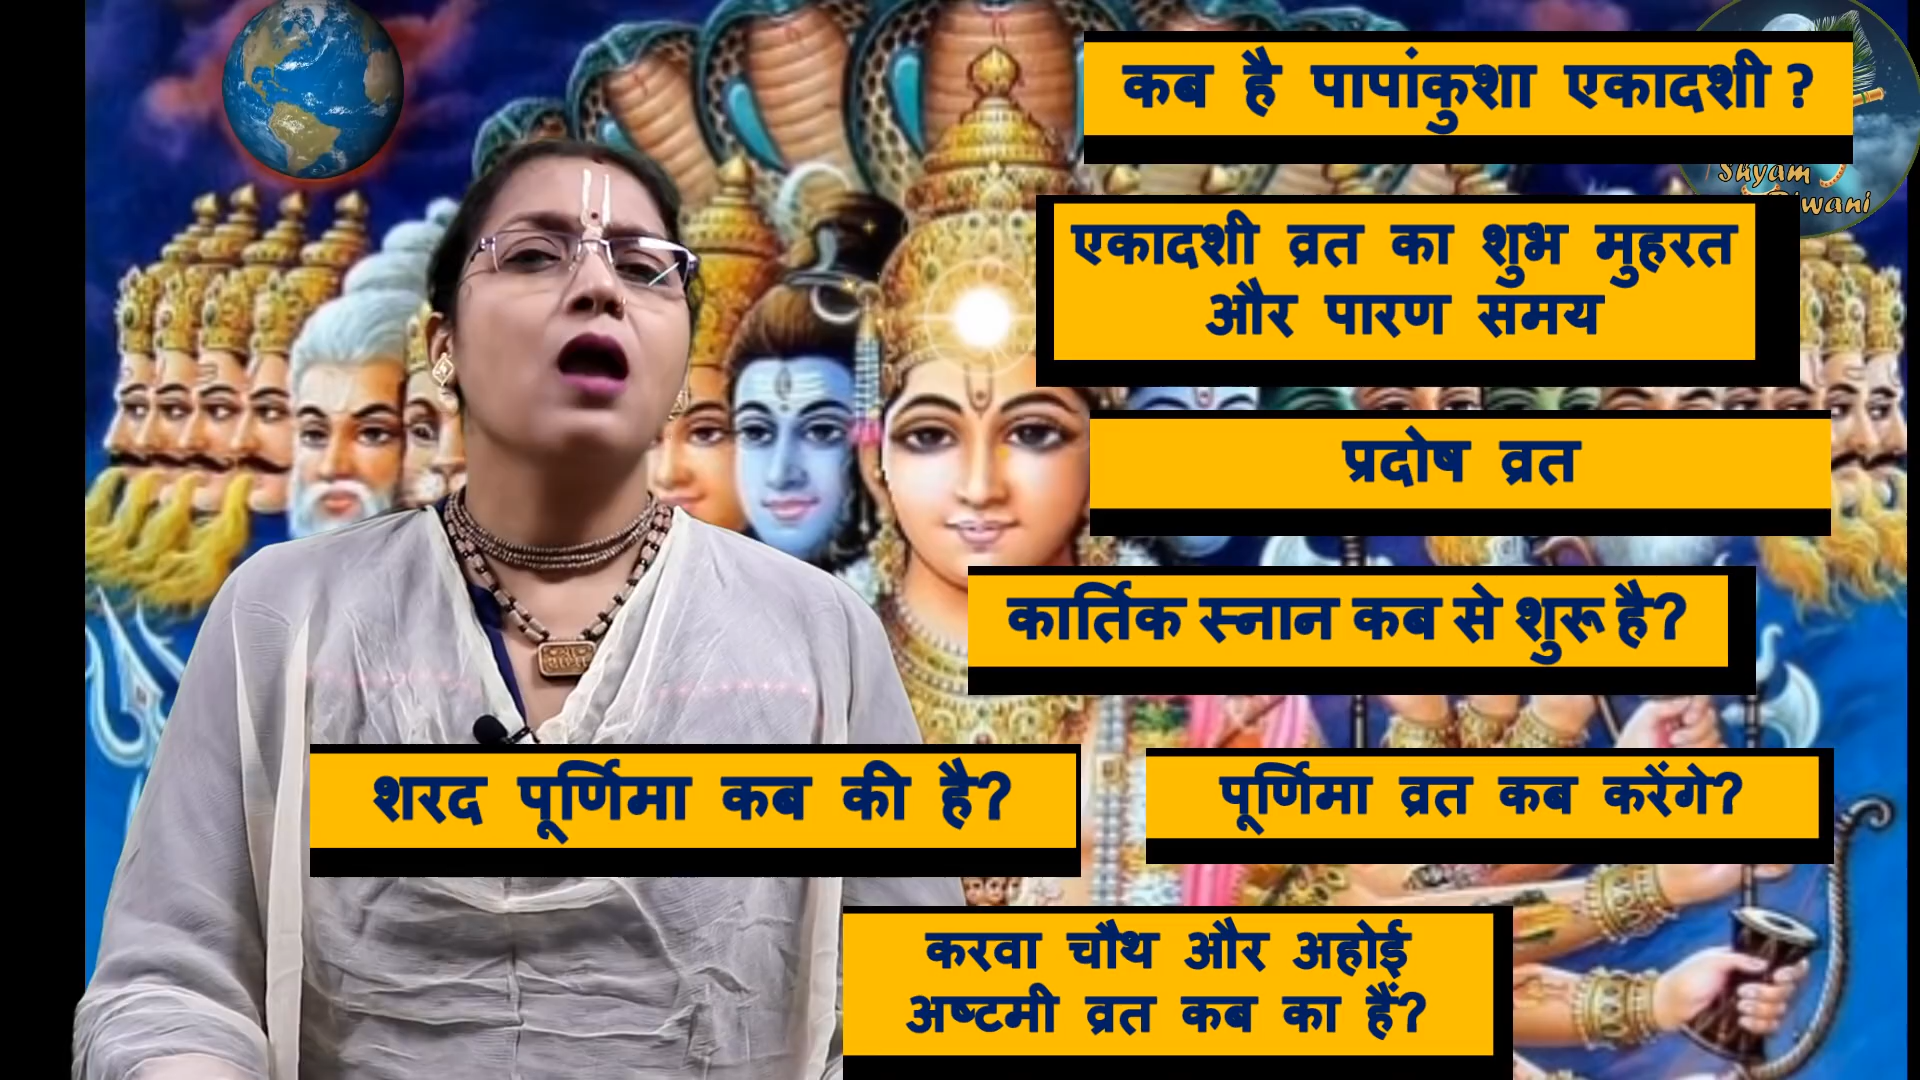 कब है पापांकुशा एकादशी ?
Shyam
एकादशी व्रत का शुभ मुहरत
और पारण समय
प्रदोष व्रत
कार्तिक स्नान कब से शुरू है?
शरद पूर्णिमा कब की है?
पूर्णिमा व्रत कब करेंगे?
करवा चौथ और अहोई
अष्टमी व्रत कब का हैं?